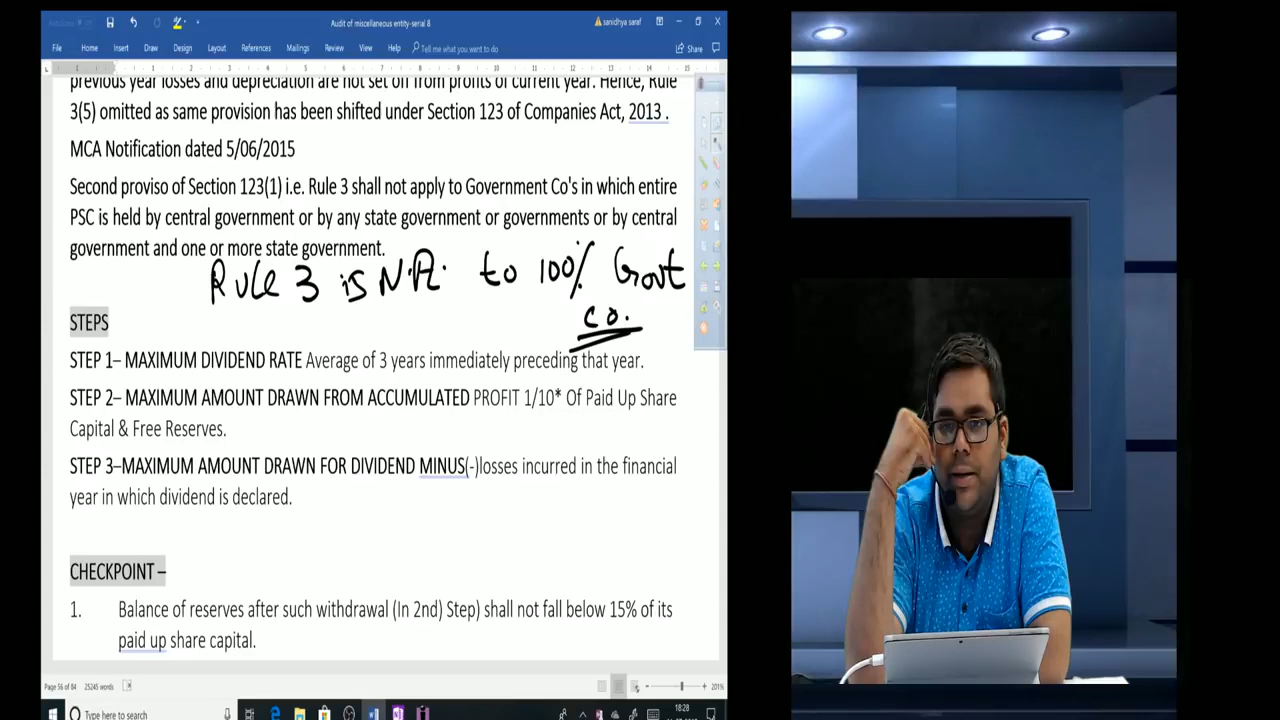 Audit of miscellaneous entity-serial 8
sanidhya saraf
File Home Insert Draw Design Layout References Mailings Review View Help Tell me what you want to do
Share
previous year losses and depreciation are not set off from profits of current year. Hence, Rule
3(5) omitted as same provision has been shifted under Section 123 of Companies Act, 2013 .
MCA Notification dated 5/06/2015
Second proviso of Section 123(1) i.e. Rule 3 shall not apply to Government Co's in which entire
PSC is held by central government or by any state government or governments or by central
government and one or more state government.
Rule 3 is N.A. to 100% Govt
co.
STEPS
STEP 1– MAXIMUM DIVIDEND RATE Average of 3 years immediately preceding that year.
STEP 2– MAXIMUM AMOUNT DRAWN FROM ACCUMULATED PROFIT 1/10* Of Paid Up Share
Capital & Free Reserves.
STEP 3–MAXIMUM AMOUNT DRAWN FOR DIVIDEND MINUS(-)losses incurred in the financial
year in which dividend is declared.
CHECKPOINT –
1. Balance of reserves after such withdrawal (In 2nd) Step) shall not fall below 15% of its
paid up share capital.
Page 56 of 84 25245 words
201%
Type here to search
18:28